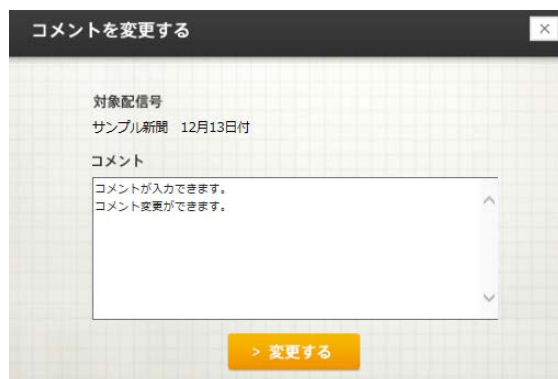 コメントを変更する
×
対象配信号
サンプル新聞　12月13日付
コメント
コメントが入力できます。
コメント変更ができます。
> 変更する